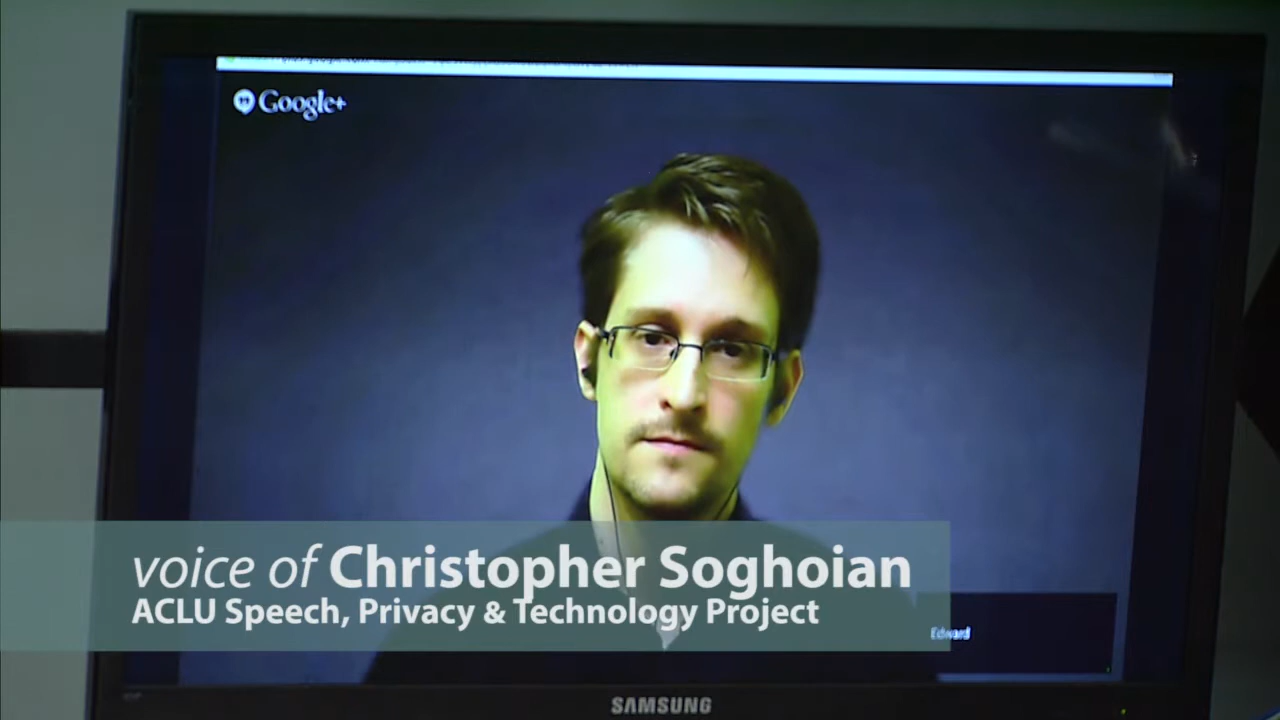 Google+
voice of Christopher Soghoian
ACLU Speech, Privacy & Technology Project
Edward
SAMSUNG